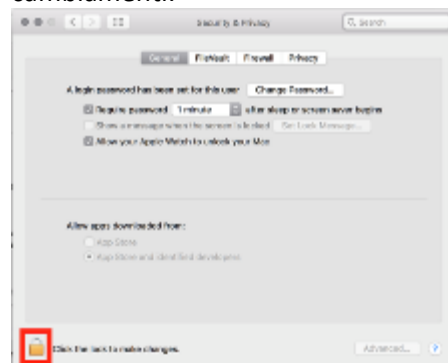 cambiamenti.
Security & Privacy
Search
General FileVault Firewall Privacy
A login password has been set for this user Change Password...
Require password 1 minute after sleep or screen saver begins
Show a message when the screen is locked Set Lock Message...
Allow your Apple Watch to unlock your Mac
Allow apps downloaded from:
App Store
App Store and identified developers
Click the lock to make changes.
Advanced... ?